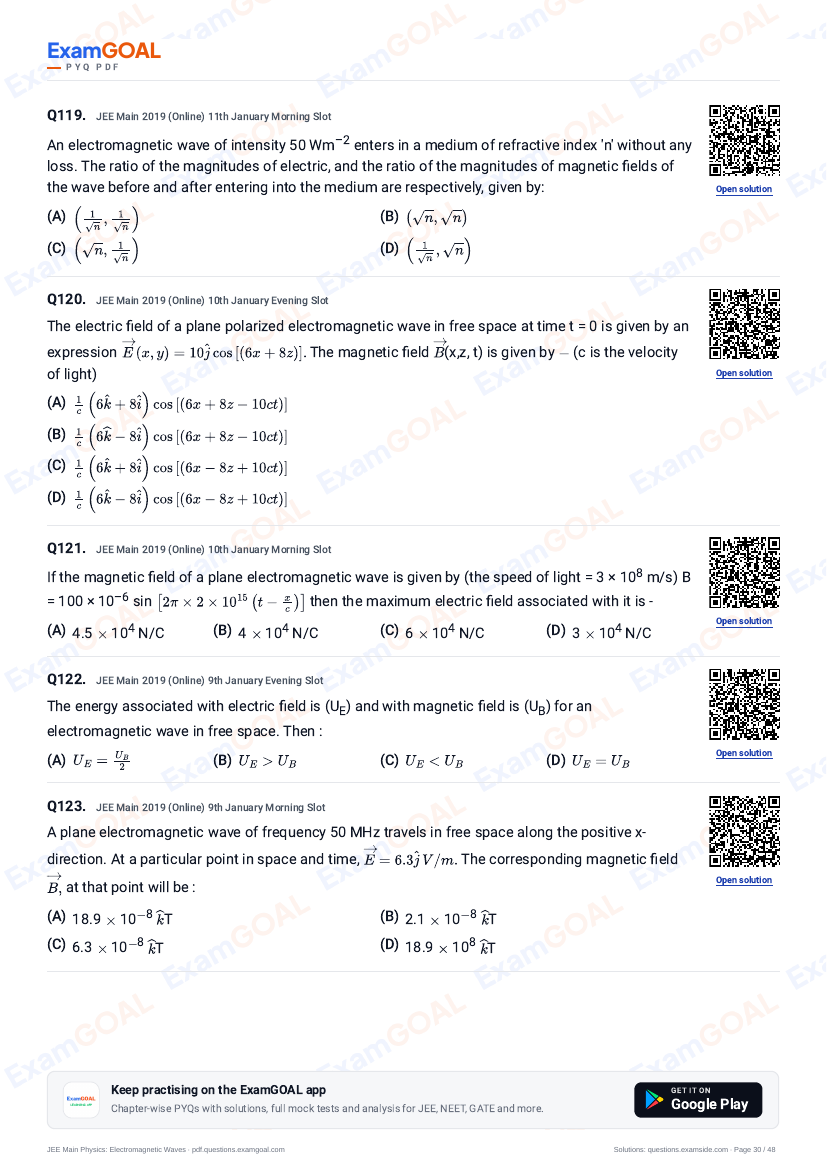 ExamGOAL
PYQ PDF
Q119. JEE Main 2019 (Online) 11th January Morning Slot
An electromagnetic wave of intensity 50 Wm⁻² enters in a medium of refractive index 'n' without any
loss. The ratio of the magnitudes of electric, and the ratio of the magnitudes of magnetic fields of
the wave before and after entering into the medium are respectively, given by:
Open solution
(A) (1/√n, 1/√n) (B) (√n, √n)
(C) (√n, 1/√n) (D) (1/√n, √n)
Q120. JEE Main 2019 (Online) 10th January Evening Slot
The electric field of a plane polarized electromagnetic wave in free space at time t = 0 is given by an
expression E⃗(x, y) = 10ĵ cos [(6x + 8z)]. The magnetic field B⃗(x,z, t) is given by – (c is the velocity
of light)
Open solution
(A) 1/c (6k̂ + 8î) cos [(6x + 8z − 10ct)]
(B) 1/c (6k̂ − 8î) cos [(6x + 8z − 10ct)]
(C) 1/c (6k̂ + 8î) cos [(6x − 8z + 10ct)]
(D) 1/c (6k̂ − 8î) cos [(6x − 8z + 10ct)]
Q121. JEE Main 2019 (Online) 10th January Morning Slot
If the magnetic field of a plane electromagnetic wave is given by (the speed of light = 3 × 10⁸ m/s) B
= 100 × 10⁻⁶ sin [2π × 2 × 10¹⁵ (t − x/c)] then the maximum electric field associated with it is -
Open solution
(A) 4.5 × 10⁴ N/C (B) 4 × 10⁴ N/C (C) 6 × 10⁴ N/C (D) 3 × 10⁴ N/C
Q122. JEE Main 2019 (Online) 9th January Evening Slot
The energy associated with electric field is (U_E) and with magnetic field is (U_B) for an
electromagnetic wave in free space. Then :
Open solution
(A) U_E = U_B/2 (B) U_E > U_B (C) U_E < U_B (D) U_E = U_B
Q123. JEE Main 2019 (Online) 9th January Morning Slot
A plane electromagnetic wave of frequency 50 MHz travels in free space along the positive x-
direction. At a particular point in space and time, E⃗ = 6.3ĵ V/m. The corresponding magnetic field
B⃗, at that point will be :
Open solution
(A) 18.9 × 10⁻⁸ k̂T (B) 2.1 × 10⁻⁸ k̂T
(C) 6.3 × 10⁻⁸ k̂T (D) 18.9 × 10⁸ k̂T
Keep practising on the ExamGOAL app
Chapter-wise PYQs with solutions, full mock tests and analysis for JEE, NEET, GATE and more.
GET IT ON
Google Play
JEE Main Physics: Electromagnetic Waves · pdf.questions.examgoal.com
Solutions: questions.examside.com · Page 30 / 48